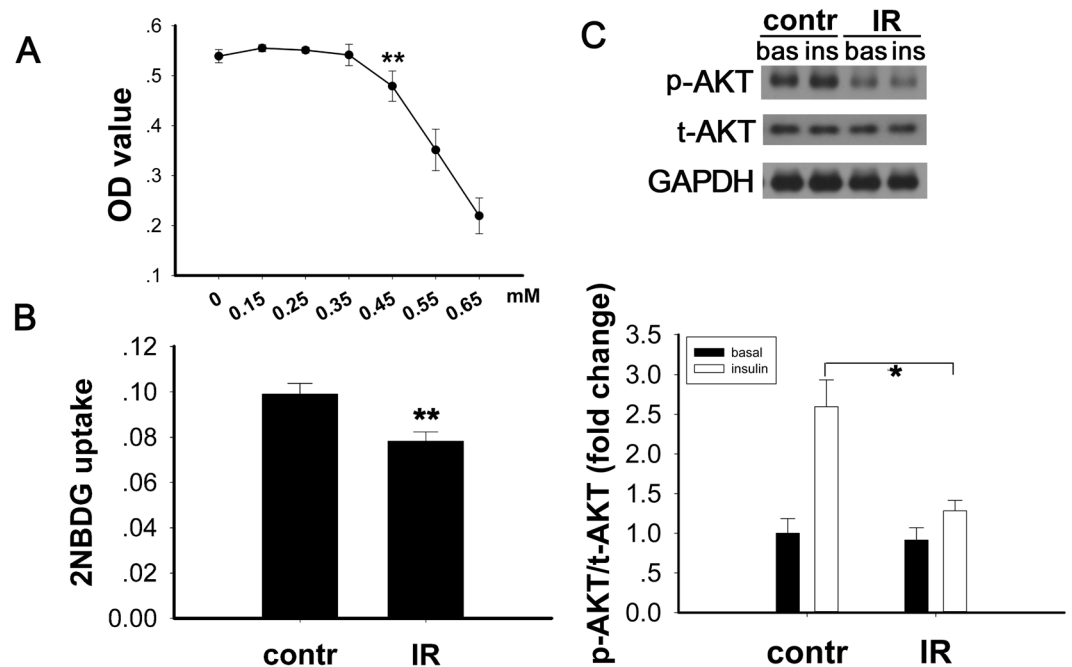 A
OD value
.6
.5
.4
.3
.2
.1
**
0
0.15
0.25
0.35
0.45
0.55
0.65
mM
B
2NBDG uptake
.12
.10
.08
.06
.04
.02
0.00
**
contr IR
C
contr IR
bas ins bas ins
p-AKT
t-AKT
GAPDH
p-AKT/t-AKT (fold change)
3.5
3.0
2.5
2.0
1.5
1.0
.5
0.0
basal
insulin
*
contr IR